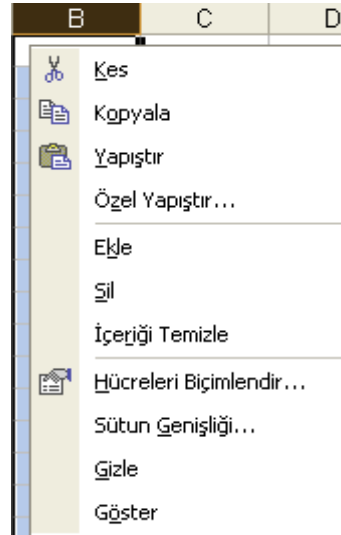 B C D
Kes
Kopyala
Yapıştır
Özel Yapıştır...
Ekle
Sil
İçeriği Temizle
Hücreleri Biçimlendir...
Sütun Genişliği...
Gizle
Göster